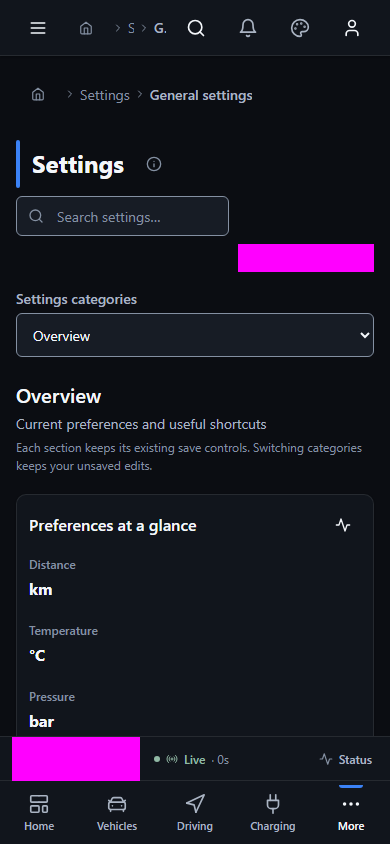 S G.
Settings General settings
Settings
Search settings...
Settings categories
Overview
Overview
Current preferences and useful shortcuts
Each section keeps its existing save controls. Switching categories
keeps your unsaved edits.
Preferences at a glance
Distance
km
Temperature
°C
Pressure
bar
Live · 0s Status
Home Vehicles Driving Charging More